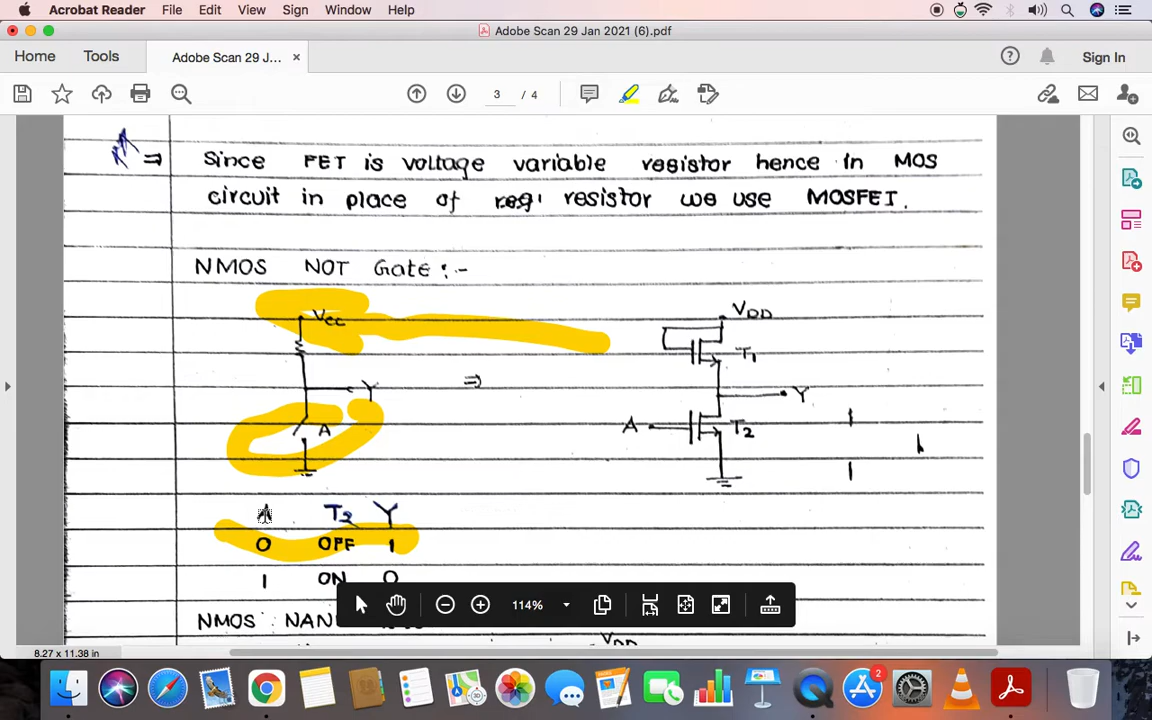 Acrobat Reader File Edit View Sign Window Help
Adobe Scan 29 Jan 2021 (6).pdf
Home Tools Adobe Scan 29 J... × Sign In
3 / 4
Since FET is voltage variable resistor hence in MOS
circuit in place of resistor we use MOSFET.
NMOS NOT Gate :-
Vcc
VDD
T1
Y
⇒
Y
A
A
T2
A T2 Y
0 OFF 1
1 ON 0
114%
NMOS NAN
VDD
8.27 x 11.38 in
2